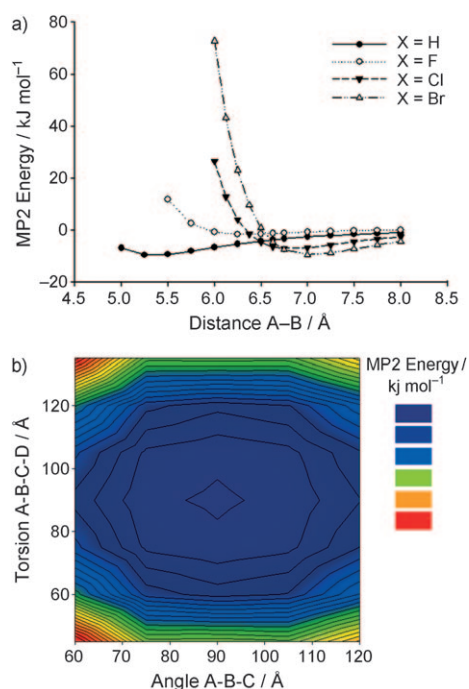 a)
80
60
40
20
0
−20
MP2 Energy / kJ mol⁻¹
X = H
X = F
X = Cl
X = Br
4.5 5.0 5.5 6.0 6.5 7.0 7.5 8.0 8.5
Distance A–B / Å
b)
MP2 Energy /
kj mol⁻¹
120
100
80
60
Torsion A-B-C-D / Å
60 70 80 90 100 110 120
Angle A-B-C / Å